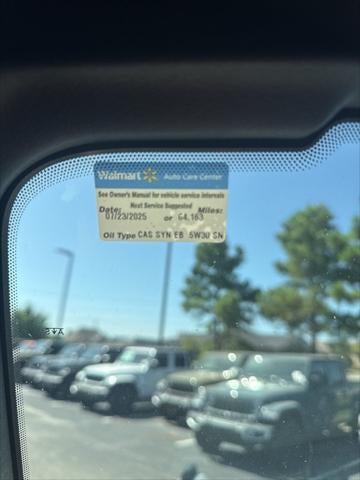 Walmart Auto Care Center
See Owner's Manual for vehicle service intervals
Next Service Suggested
Date: Miles:
07/23/2025 or 64,163
Oil Type CAS SYN EB 5W30 SN